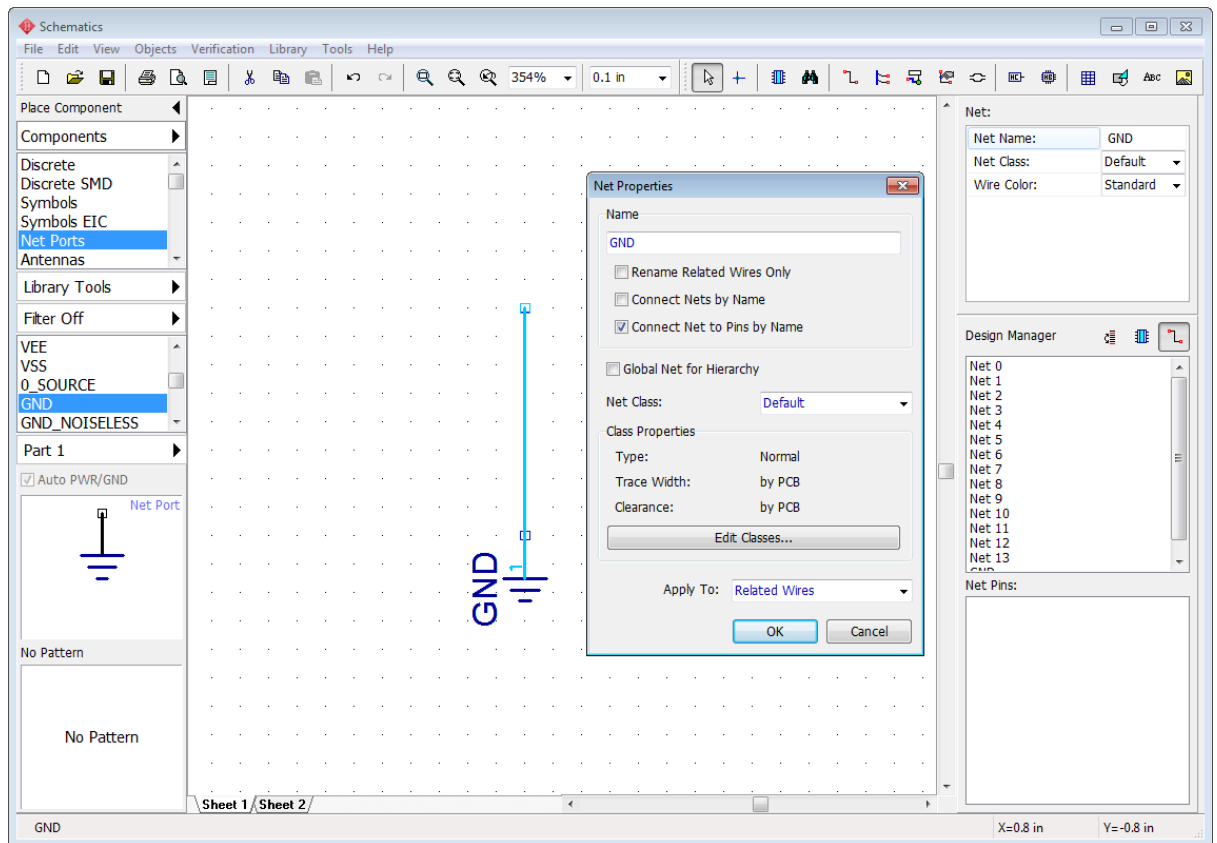 Schematics
File Edit View Objects Verification Library Tools Help
354% 0.1 in ABC
Place Component
Components
Discrete
Discrete SMD
Symbols
Symbols EIC
Net Ports
Antennas
Library Tools
Filter Off
VEE
VSS
0_SOURCE
GND
GND_NOISELESS
Part 1
Auto PWR/GND
Net Port
No Pattern
No Pattern
GND
1
Sheet 1 Sheet 2
Net Properties
Name
GND
Rename Related Wires Only
Connect Nets by Name
Connect Net to Pins by Name
Global Net for Hierarchy
Net Class: Default
Class Properties
Type: Normal
Trace Width: by PCB
Clearance: by PCB
Edit Classes...
Apply To: Related Wires
OK Cancel
Net:
Net Name: GND
Net Class: Default
Wire Color: Standard
Design Manager
Net 0
Net 1
Net 2
Net 3
Net 4
Net 5
Net 6
Net 7
Net 8
Net 9
Net 10
Net 11
Net 12
Net 13
Net Pins:
GND X=0.8 in Y=-0.8 in